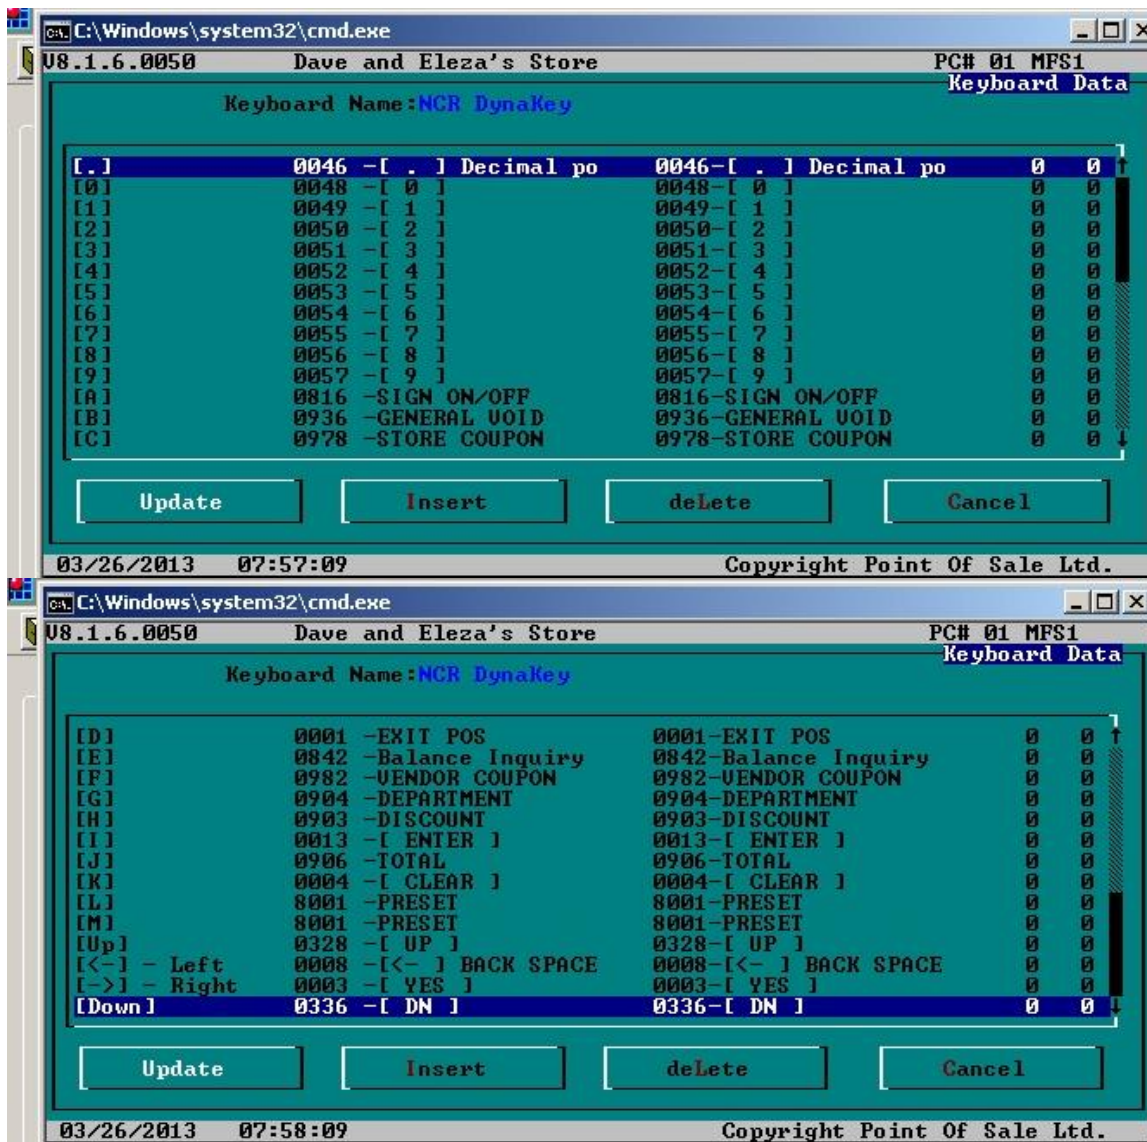 C:\Windows\system32\cmd.exe
V8.1.6.0050 Dave and Eleza's Store PC# 01 MFS1
Keyboard Data
Keyboard Name:NCR DynaKey
[.] 0046 -[ . ] Decimal po 0046-[ . ] Decimal po 0 0
[0] 0048 -[ 0 ] 0048-[ 0 ] 0 0
[1] 0049 -[ 1 ] 0049-[ 1 ] 0 0
[2] 0050 -[ 2 ] 0050-[ 2 ] 0 0
[3] 0051 -[ 3 ] 0051-[ 3 ] 0 0
[4] 0052 -[ 4 ] 0052-[ 4 ] 0 0
[5] 0053 -[ 5 ] 0053-[ 5 ] 0 0
[6] 0054 -[ 6 ] 0054-[ 6 ] 0 0
[7] 0055 -[ 7 ] 0055-[ 7 ] 0 0
[8] 0056 -[ 8 ] 0056-[ 8 ] 0 0
[9] 0057 -[ 9 ] 0057-[ 9 ] 0 0
[A] 0816 -SIGN ON/OFF 0816-SIGN ON/OFF 0 0
[B] 0936 -GENERAL VOID 0936-GENERAL VOID 0 0
[C] 0978 -STORE COUPON 0978-STORE COUPON 0 0
Update Insert deLete Cancel
03/26/2013 07:57:09 Copyright Point Of Sale Ltd.
C:\Windows\system32\cmd.exe
V8.1.6.0050 Dave and Eleza's Store PC# 01 MFS1
Keyboard Data
Keyboard Name:NCR DynaKey
[D] 0001 -EXIT POS 0001-EXIT POS 0 0
[E] 0842 -Balance Inquiry 0842-Balance Inquiry 0 0
[F] 0982 -VENDOR COUPON 0982-VENDOR COUPON 0 0
[G] 0904 -DEPARTMENT 0904-DEPARTMENT 0 0
[H] 0903 -DISCOUNT 0903-DISCOUNT 0 0
[I] 0013 -[ ENTER ] 0013-[ ENTER ] 0 0
[J] 0906 -TOTAL 0906-TOTAL 0 0
[K] 0004 -[ CLEAR ] 0004-[ CLEAR ] 0 0
[L] 8001 -PRESET 8001-PRESET 0 0
[M] 8001 -PRESET 8001-PRESET 0 0
[Up] 0328 -[ UP ] 0328-[ UP ] 0 0
[<-] - Left 0008 -[<- ] BACK SPACE 0008-[<- ] BACK SPACE 0 0
[->] - Right 0003 -[ YES ] 0003-[ YES ] 0 0
[Down] 0336 -[ DN ] 0336-[ DN ] 0 0
Update Insert deLete Cancel
03/26/2013 07:58:09 Copyright Point Of Sale Ltd.